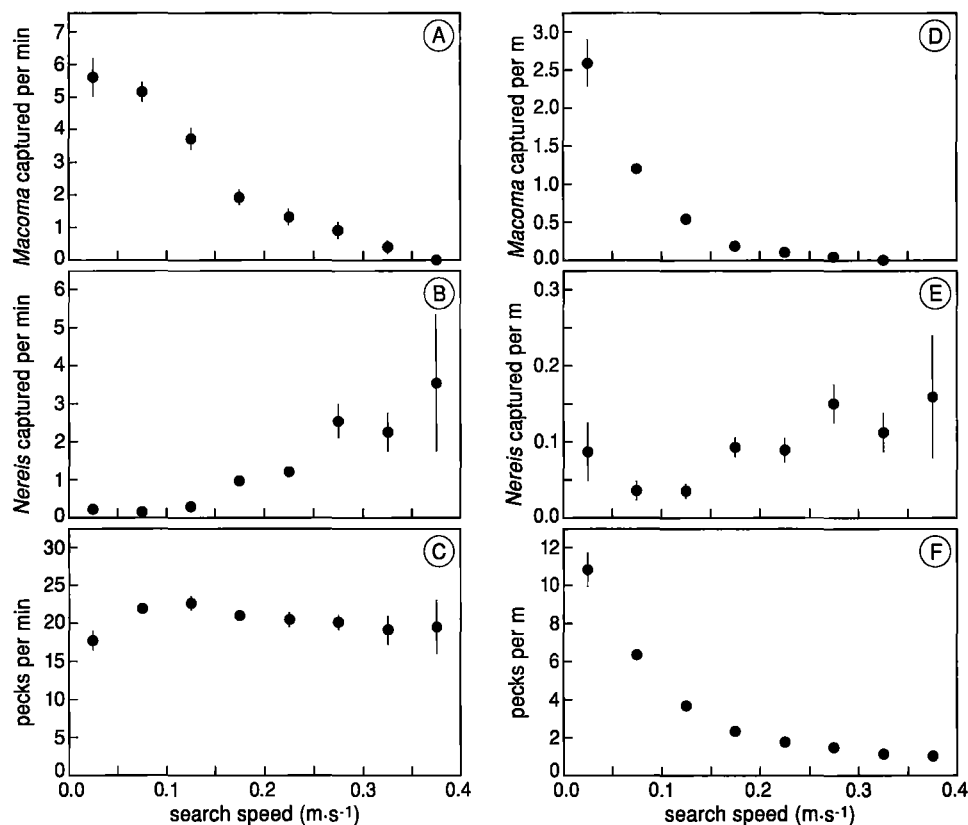 A
Macoma captured per min
7
6
5
4
3
2
1
0
D
Macoma captured per m
3.0
2.5
2.0
1.5
1.0
0.5
0.0
B
Nereis captured per min
6
5
4
3
2
1
0
E
Nereis captured per m
0.3
0.2
0.1
0.0
C
pecks per min
30
25
20
15
10
5
0
0.0 0.1 0.2 0.3 0.4
search speed (m·s-1)
F
pecks per m
12
10
8
6
4
2
0
0.0 0.1 0.2 0.3 0.4
search speed (m·s-1)